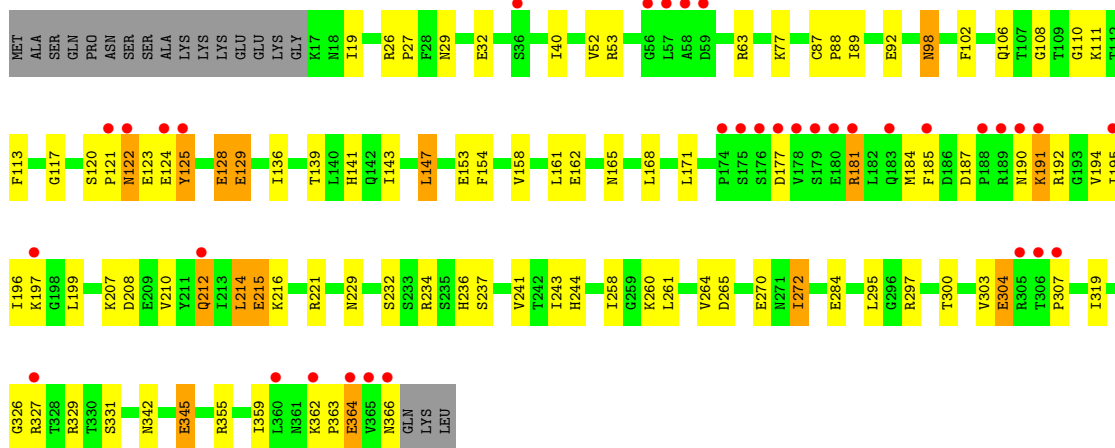 MET ALA SER GLN PRO ASN SER SER ALA LYS LYS LYS GLU GLU LYS GLY K17 N18 I19 R26 P27 F28 N29 E32 S36 I40 V52 R53 G56 L57 A58 D59 R63 K77 C87 P88 I89 E92 N98 F102 Q106 T107 G108 T109 G110 K111 T112
F113 G117 S120 P121 N122 E123 E124 Y125 E128 E129 I136 T139 L140 H141 Q142 I143 L147 E153 F154 V158 L161 E162 N165 L168 L171 P174 S175 S176 D177 V178 S179 E180 R181 L182 Q183 M184 F185 D186 D187 P188 R189 N190 K191 R192 G193 V194 I195
I196 K197 G198 L199 K207 D208 E209 V210 Y211 Q212 I213 L214 E215 K216 R221 N229 S232 S233 R234 S235 H236 S237 V241 T242 I243 H244 I258 G259 K260 L261 V264 D265 E270 N271 I272 E284 L295 G296 R297 T300 V303 E304 R305 T306 P307 I319
G326 R327 T328 R329 T330 S331 N342 E345 R355 I359 L360 N361 K362 P363 E364 V365 N366 GLN LYS LEU